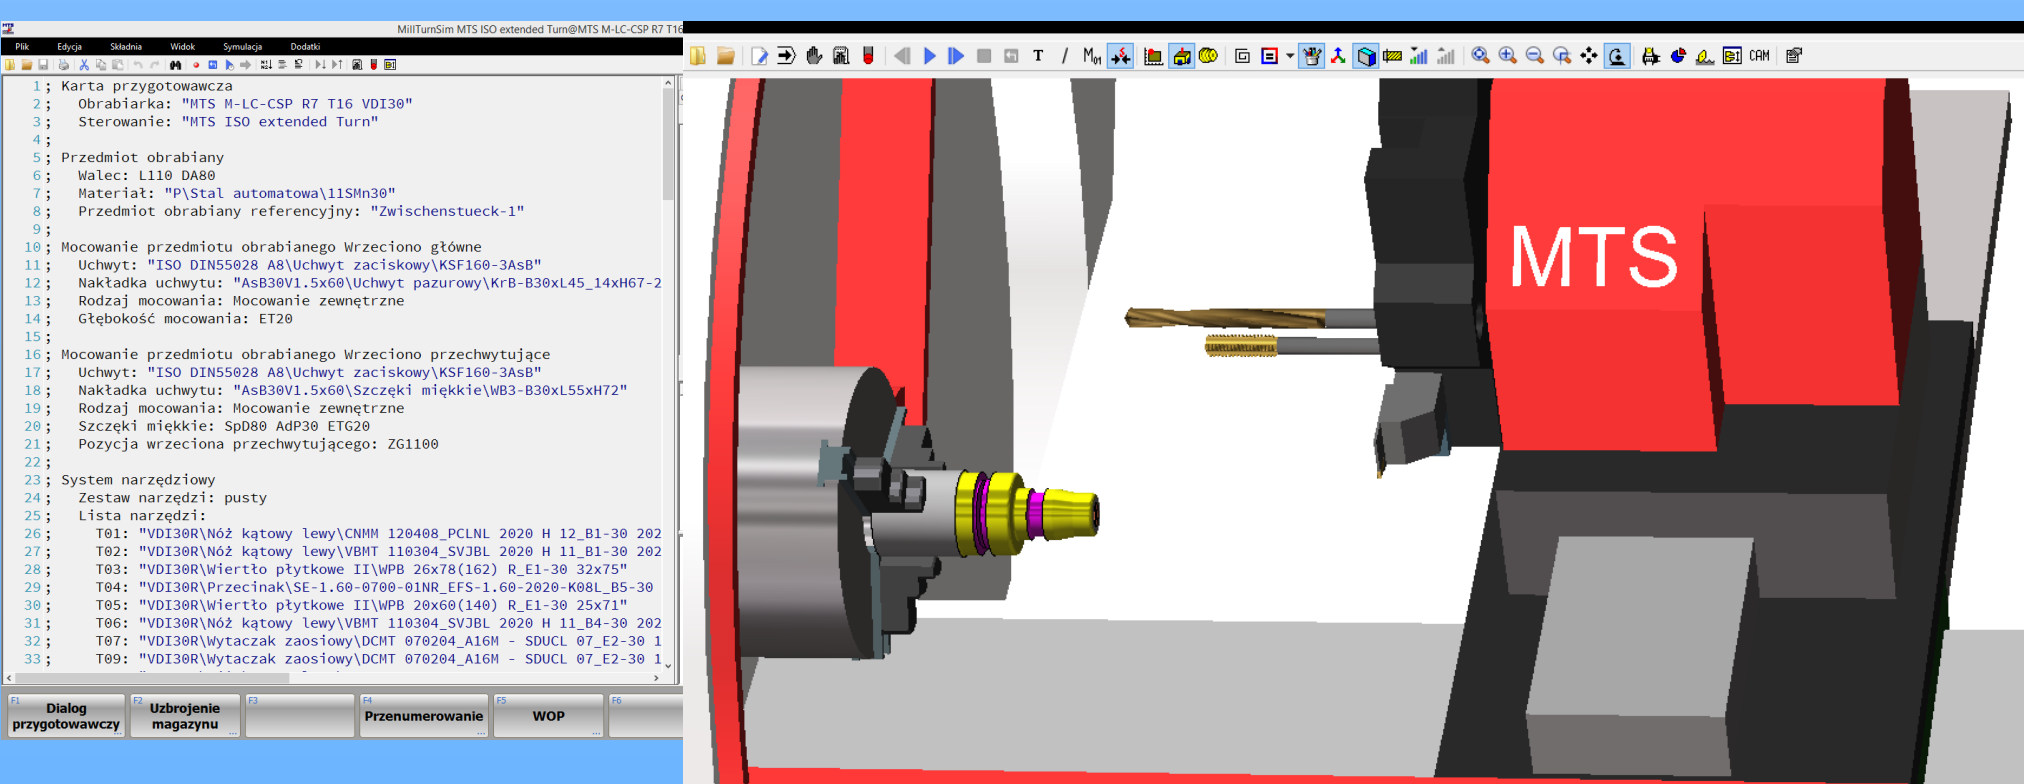 MillTurnSim MTS ISO extended Turn@MTS M-LC-CSP R7 T16
Plik Edycja Składnia Widok Symulacja Dodatki
T M01 CAM
1; Karta przygotowawcza
2;   Obrabiarka: "MTS M-LC-CSP R7 T16 VDI30"
3;   Sterowanie: "MTS ISO extended Turn"
4;
5; Przedmiot obrabiany
6;   Walec: L110 DA80
7;   Materiał: "P\Stal automatowa\11SMn30"
8;   Przedmiot obrabiany referencyjny: "Zwischenstueck-1"
9;
10; Mocowanie przedmiotu obrabianego Wrzeciono główne
11;   Uchwyt: "ISO DIN55028 A8\Uchwyt zaciskowy\KSF160-3AsB"
12;   Nakładka uchwytu: "AsB30V1.5x60\Uchwyt pazurowy\KrB-B30xL45_14xH67-2
13;   Rodzaj mocowania: Mocowanie zewnętrzne
14;   Głębokość mocowania: ET20
15;
16; Mocowanie przedmiotu obrabianego Wrzeciono przechwytujące
17;   Uchwyt: "ISO DIN55028 A8\Uchwyt zaciskowy\KSF160-3AsB"
18;   Nakładka uchwytu: "AsB30V1.5x60\Szczęki miękkie\WB3-B30xL55xH72"
19;   Rodzaj mocowania: Mocowanie zewnętrzne
20;   Szczęki miękkie: SpD80 AdP30 ETG20
21;   Pozycja wrzeciona przechwytującego: ZG1100
22;
23; System narzędziowy
24;   Zestaw narzędzi: pusty
25;   Lista narzędzi:
26;     T01: "VDI30R\Nóż kątowy lewy\CNMM 120408_PCLNL 2020 H 12_B1-30 202
27;     T02: "VDI30R\Nóż kątowy lewy\VBMT 110304_SVJBL 2020 H 11_B1-30 202
28;     T03: "VDI30R\Wiertło płytkowe II\WPB 26x78(162) R_E1-30 32x75"
29;     T04: "VDI30R\Przecinak\SE-1.60-0700-01NR_EFS-1.60-2020-K08L_B5-30
30;     T05: "VDI30R\Wiertło płytkowe II\WPB 20x60(140) R_E1-30 25x71"
31;     T06: "VDI30R\Nóż kątowy lewy\VBMT 110304_SVJBL 2020 H 11_B4-30 202
32;     T07: "VDI30R\Wytaczak zaosiowy\DCMT 070204_A16M - SDUCL 07_E2-30 1
33;     T09: "VDI30R\Wytaczak zaosiowy\DCMT 070204_A16M - SDUCL 07_E2-30 1
F1 Dialog przygotowawczy ...
F2 Uzbrojenie magazynu ...
F3
F4 Przenumerowanie ...
F5 WOP ...
F6
MTS